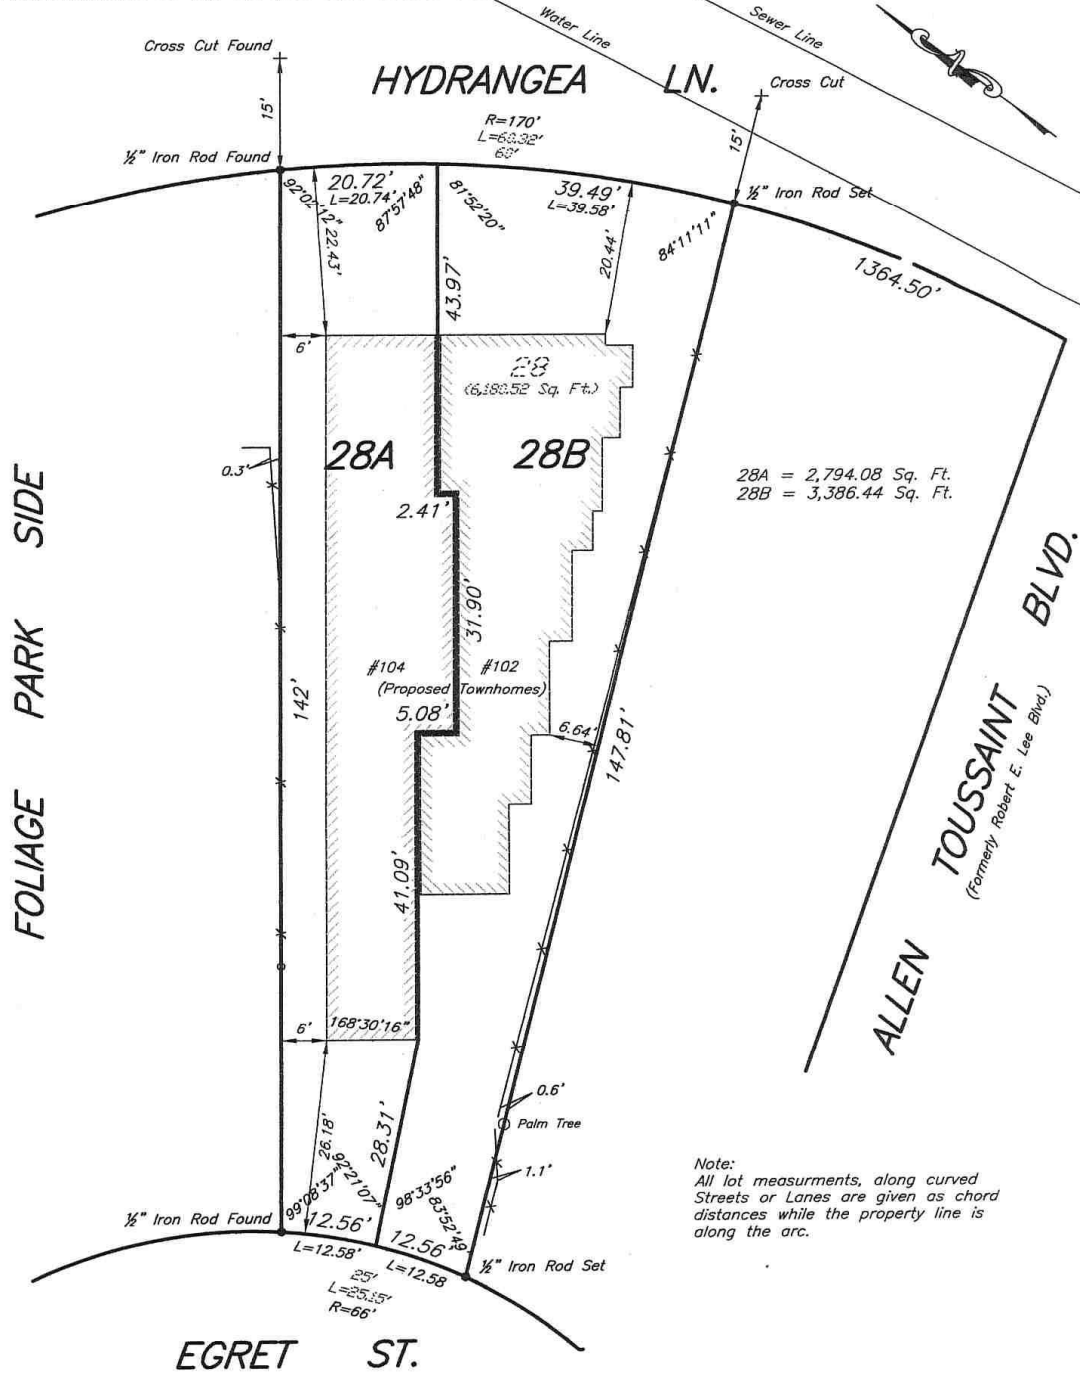 Water Line
Sewer Line
Cross Cut Found
HYDRANGEA LN.
Cross Cut
15'
15'
R=170'
L=60.32'
60'
½" Iron Rod Found
½" Iron Rod Set
20.72'
L=20.74'
39.49'
L=39.58'
87°57'48"
81°52'20"
84°11'11"
22.43'
20.44'
43.97'
1364.50'
6'
28
(6,180.52 Sq. Ft.)
28A
28B
0.3'
28A = 2,794.08 Sq. Ft.
28B = 3,386.44 Sq. Ft.
2.41'
31.90'
FOLIAGE PARK SIDE
142'
#104
#102
(Proposed Townhomes)
5.08'
6.64'
147.81'
ALLEN TOUSSAINT BLVD.
(Formerly Robert E. Lee Blvd.)
41.09'
6'
168°30'16"
26.18'
28.31'
0.6'
Palm Tree
1.1'
99°08'37"
92°21'07"
98°33'56"
83°52'49"
Note:
All lot measurments, along curved
Streets or Lanes are given as chord
distances while the property line is
along the arc.
½" Iron Rod Found
12.56'
L=12.58'
12.56'
L=12.58
½" Iron Rod Set
25'
L=25.15'
R=66'
EGRET ST.